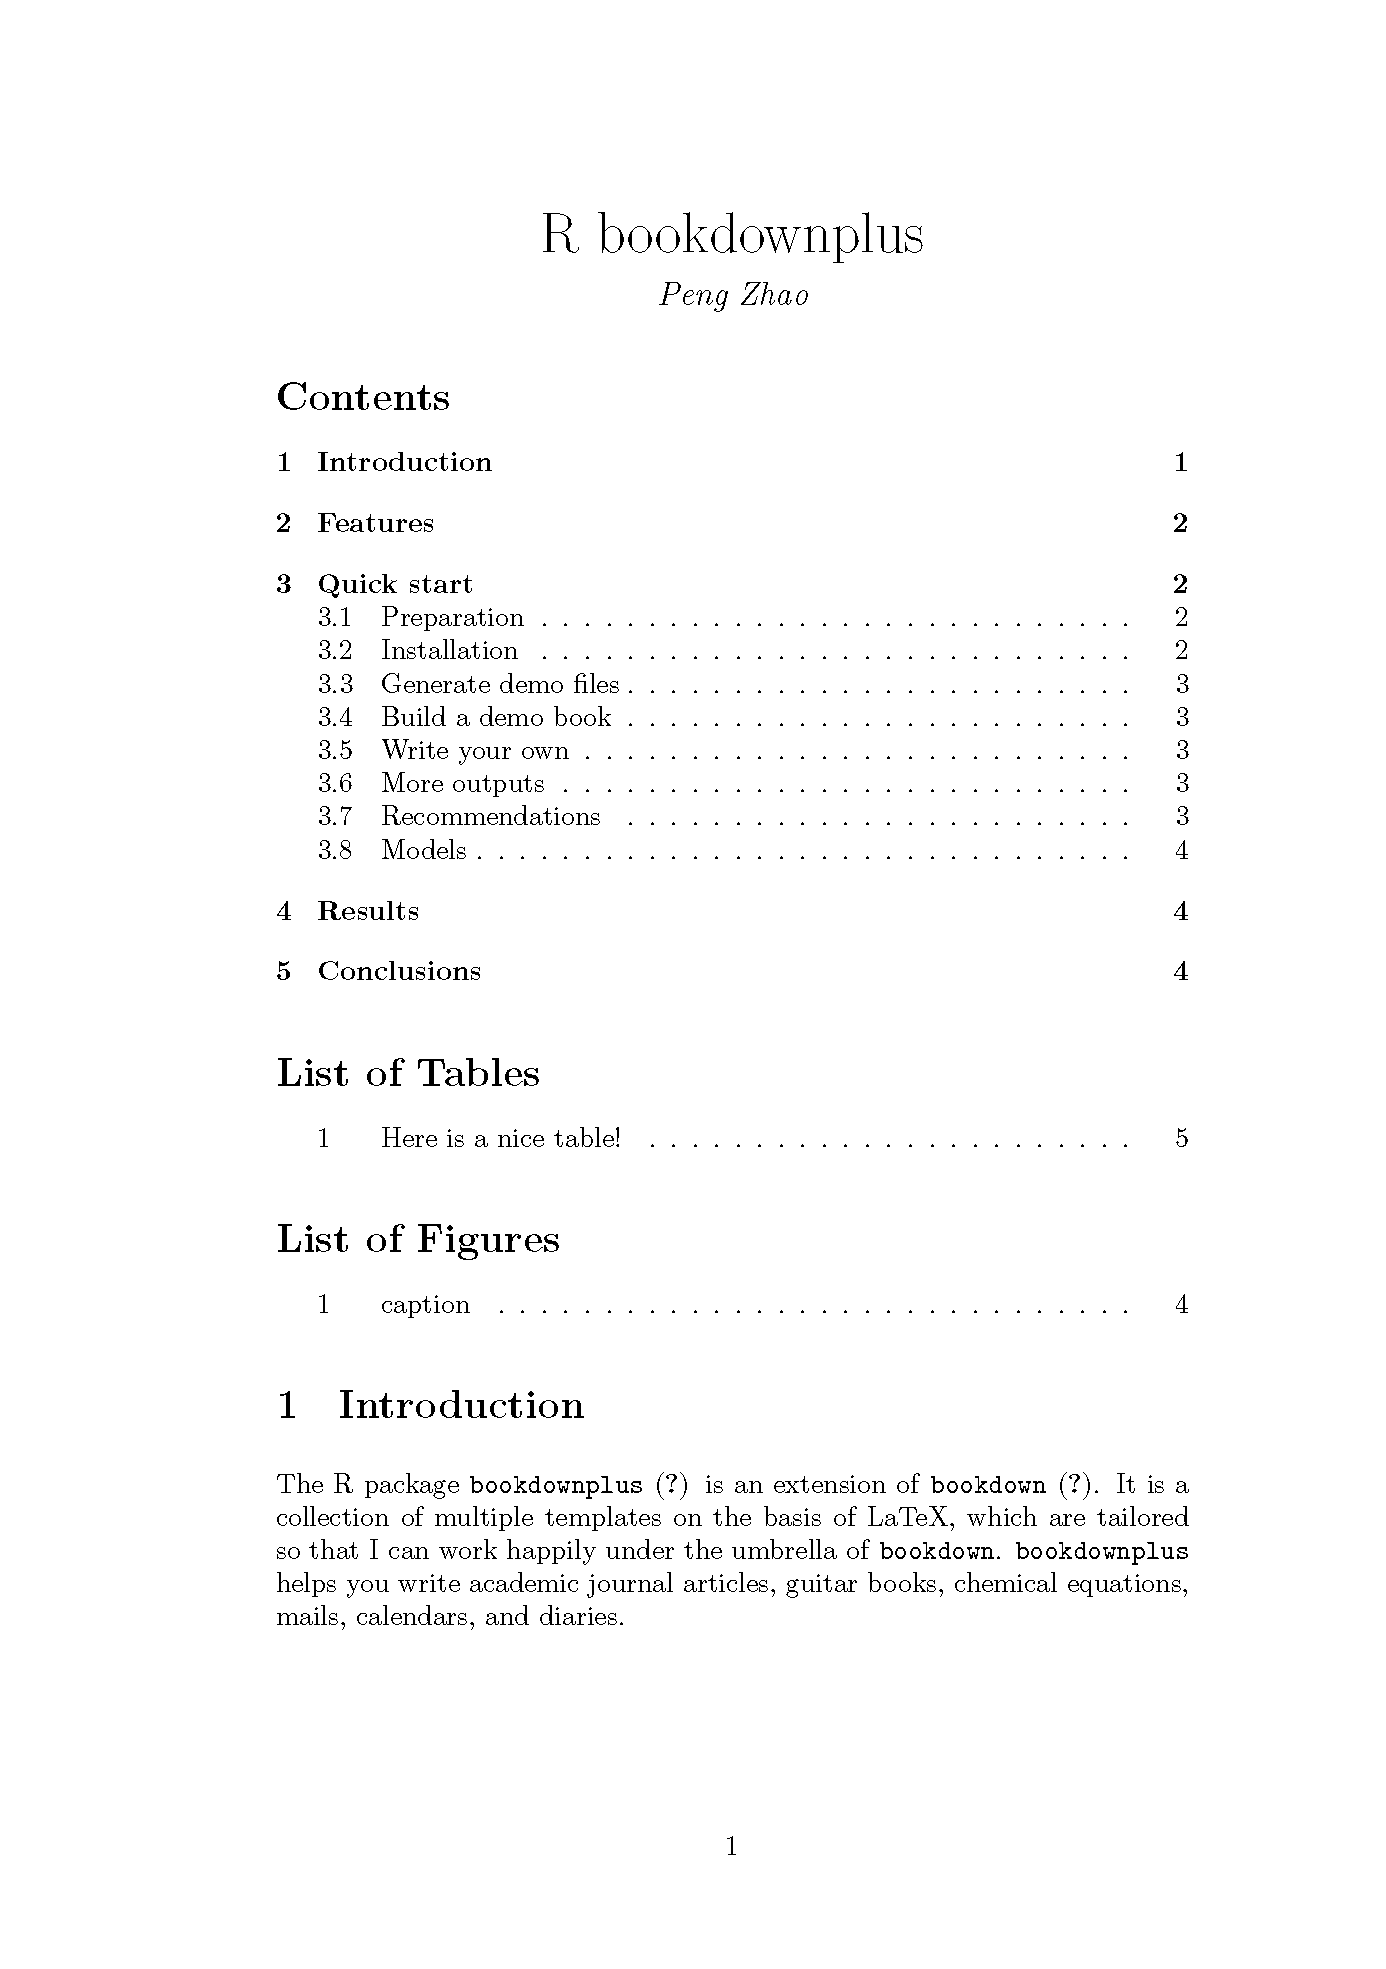 R bookdownplus
Peng Zhao
Contents
1 Introduction 1
2 Features 2
3 Quick start 2
3.1 Preparation . . . . . . . . . . . . . . . . . . . . . . . . . . . . 2
3.2 Installation . . . . . . . . . . . . . . . . . . . . . . . . . . . . 2
3.3 Generate demo files . . . . . . . . . . . . . . . . . . . . . . . . 3
3.4 Build a demo book . . . . . . . . . . . . . . . . . . . . . . . . 3
3.5 Write your own . . . . . . . . . . . . . . . . . . . . . . . . . . 3
3.6 More outputs . . . . . . . . . . . . . . . . . . . . . . . . . . . 3
3.7 Recommendations . . . . . . . . . . . . . . . . . . . . . . . . 3
3.8 Models . . . . . . . . . . . . . . . . . . . . . . . . . . . . . . . 4
4 Results 4
5 Conclusions 4
List of Tables
1 Here is a nice table! . . . . . . . . . . . . . . . . . . . . . . . 5
List of Figures
1 caption . . . . . . . . . . . . . . . . . . . . . . . . . . . . . . 4
1 Introduction
The R package bookdownplus (?) is an extension of bookdown (?). It is a
collection of multiple templates on the basis of LaTeX, which are tailored
so that I can work happily under the umbrella of bookdown. bookdownplus
helps you write academic journal articles, guitar books, chemical equations,
mails, calendars, and diaries.
1